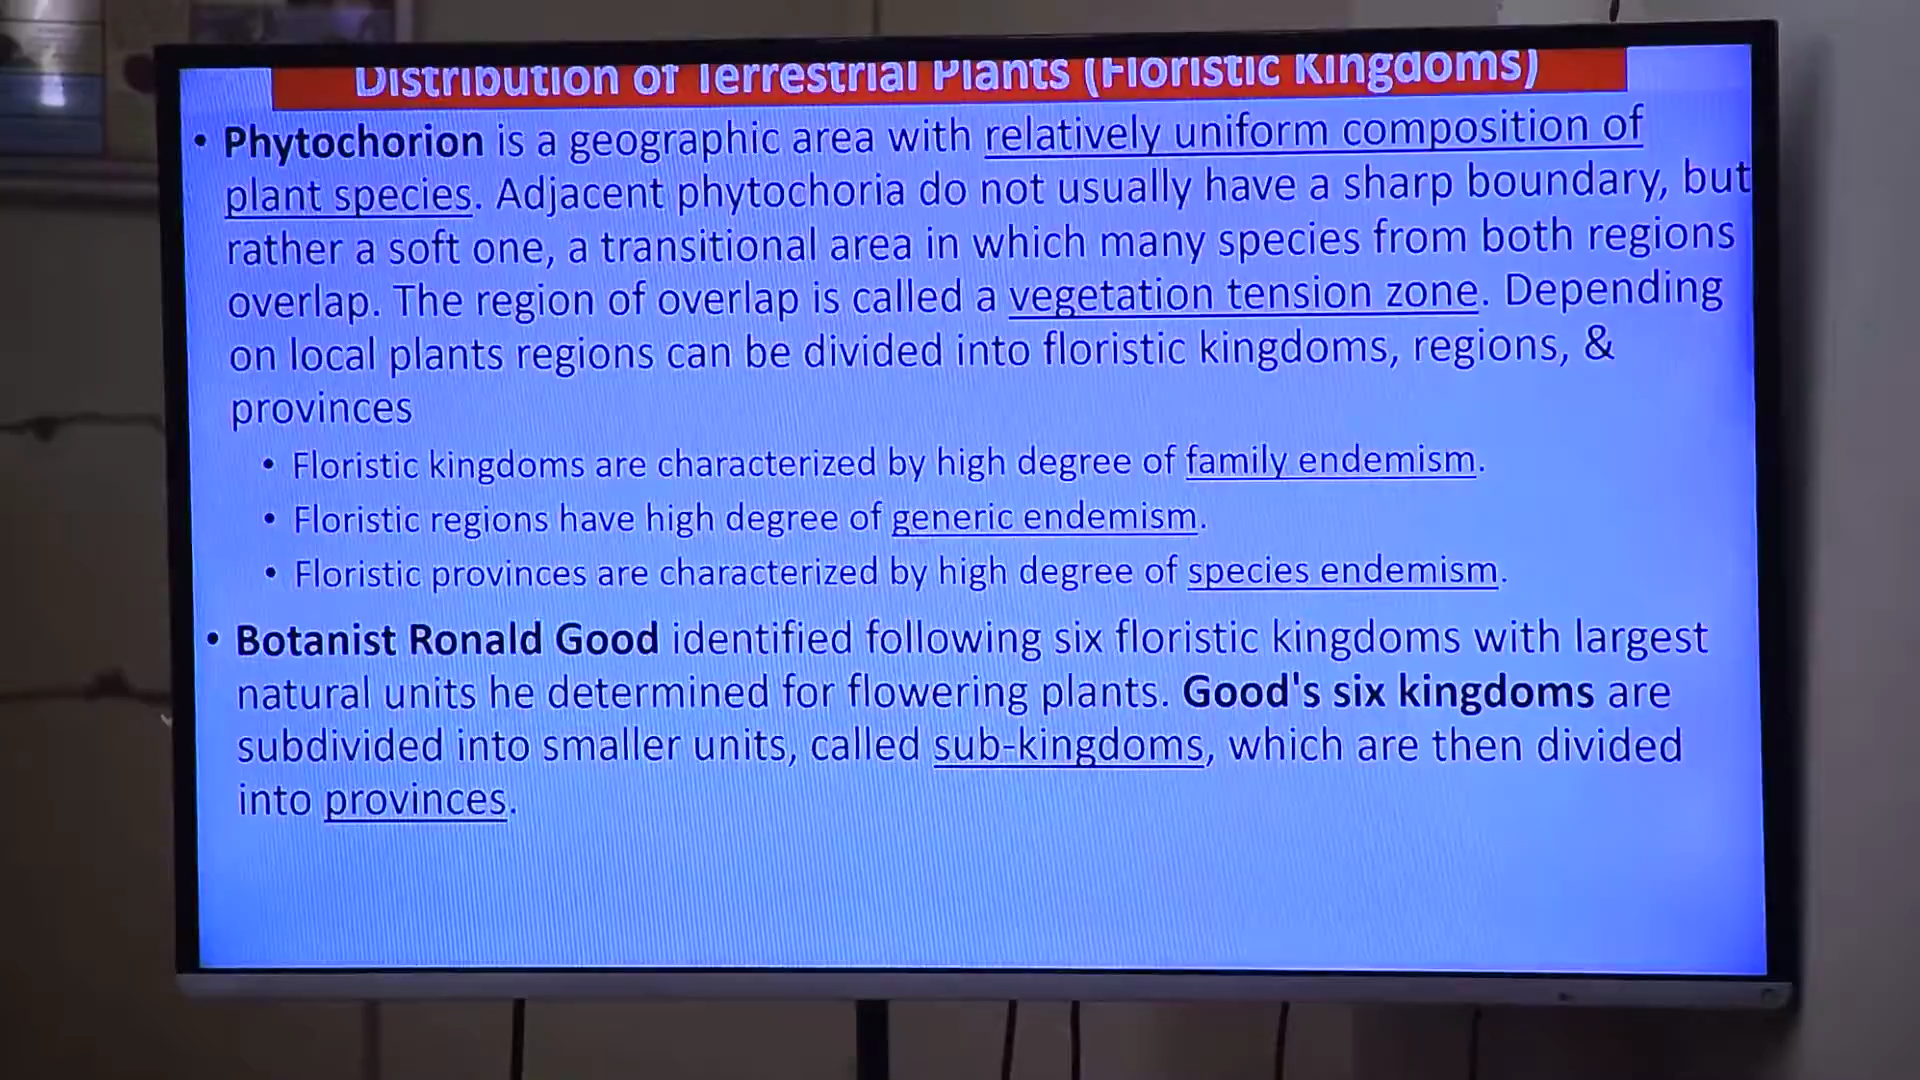 Distribution of Terrestrial Plants (Floristic Kingdoms)
• Phytochorion is a geographic area with relatively uniform composition of
plant species. Adjacent phytochoria do not usually have a sharp boundary, but
rather a soft one, a transitional area in which many species from both regions
overlap. The region of overlap is called a vegetation tension zone. Depending
on local plants regions can be divided into floristic kingdoms, regions, &
provinces
• Floristic kingdoms are characterized by high degree of family endemism.
• Floristic regions have high degree of generic endemism.
• Floristic provinces are characterized by high degree of species endemism.
• Botanist Ronald Good identified following six floristic kingdoms with largest
natural units he determined for flowering plants. Good's six kingdoms are
subdivided into smaller units, called sub-kingdoms, which are then divided
into provinces.